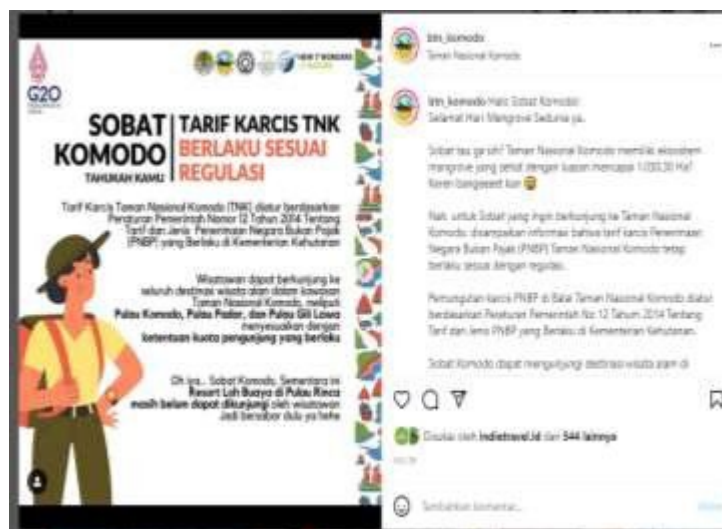 G20
SOBAT
KOMODO
TAHUKAH KAMU
TARIF KARCIS TNK
BERLAKU SESUAI
REGULASI
Tarif Karcis Taman Nasional Komodo (TNK) diatur berdasarkan
Peraturan Pemerintah Nomor 12 Tahun 2014 Tentang
Tarif dan Jenis Penerimaan Negara Bukan Pajak
(PNBP) yang Berlaku di Kementerian Kehutanan
Wisatawan dapat berkunjung ke
seluruh destinasi wisata alam dalam kawasan
Taman Nasional Komodo, meliputi
Pulau Komodo, Pulau Padar, dan Pulau Gili Lawa
menyesuaikan dengan
ketentuan kuota pengunjung yang berlaku
Oh iya... Sobat Komodo, Sementara ini
Resort Loh Buaya di Pulau Rinca
masih belum dapat dikunjungi oleh wisatawan
Jadi bersabar dulu ya hehe
btn_komodo
Taman Nasional Komodo
btn_komodo Halo Sobat Komodo!
Selamat Hari Mangrove Sedunia ya.
Sobat tau ga sih? Taman Nasional Komodo memiliki ekosistem
mangrove yang
dengan luasan mencapai
Ha?
Keren
kan
Nah, untuk Sobat yang ingin berkunjung ke Taman Nasional
Komodo, disampaikan informasi bahwa tarif karcis Penerimaan
Negara Bukan Pajak (PNBP) Taman Nasional Komodo tetap
berlaku sesuai dengan regulasi.
Pemungutan karcis PNBP di Balai Taman Nasional Komodo diatur
berdasarkan Peraturan Pemerintah No. 12 Tahun 2014 Tentang
Tarif dan Jenis PNBP yang Berlaku di Kementerian Kehutanan.
Sobat Komodo dapat mengunjungi destinasi wisata alam di
Disukai oleh indietravel.id dan 544 lainnya
Tambahkan komentar...